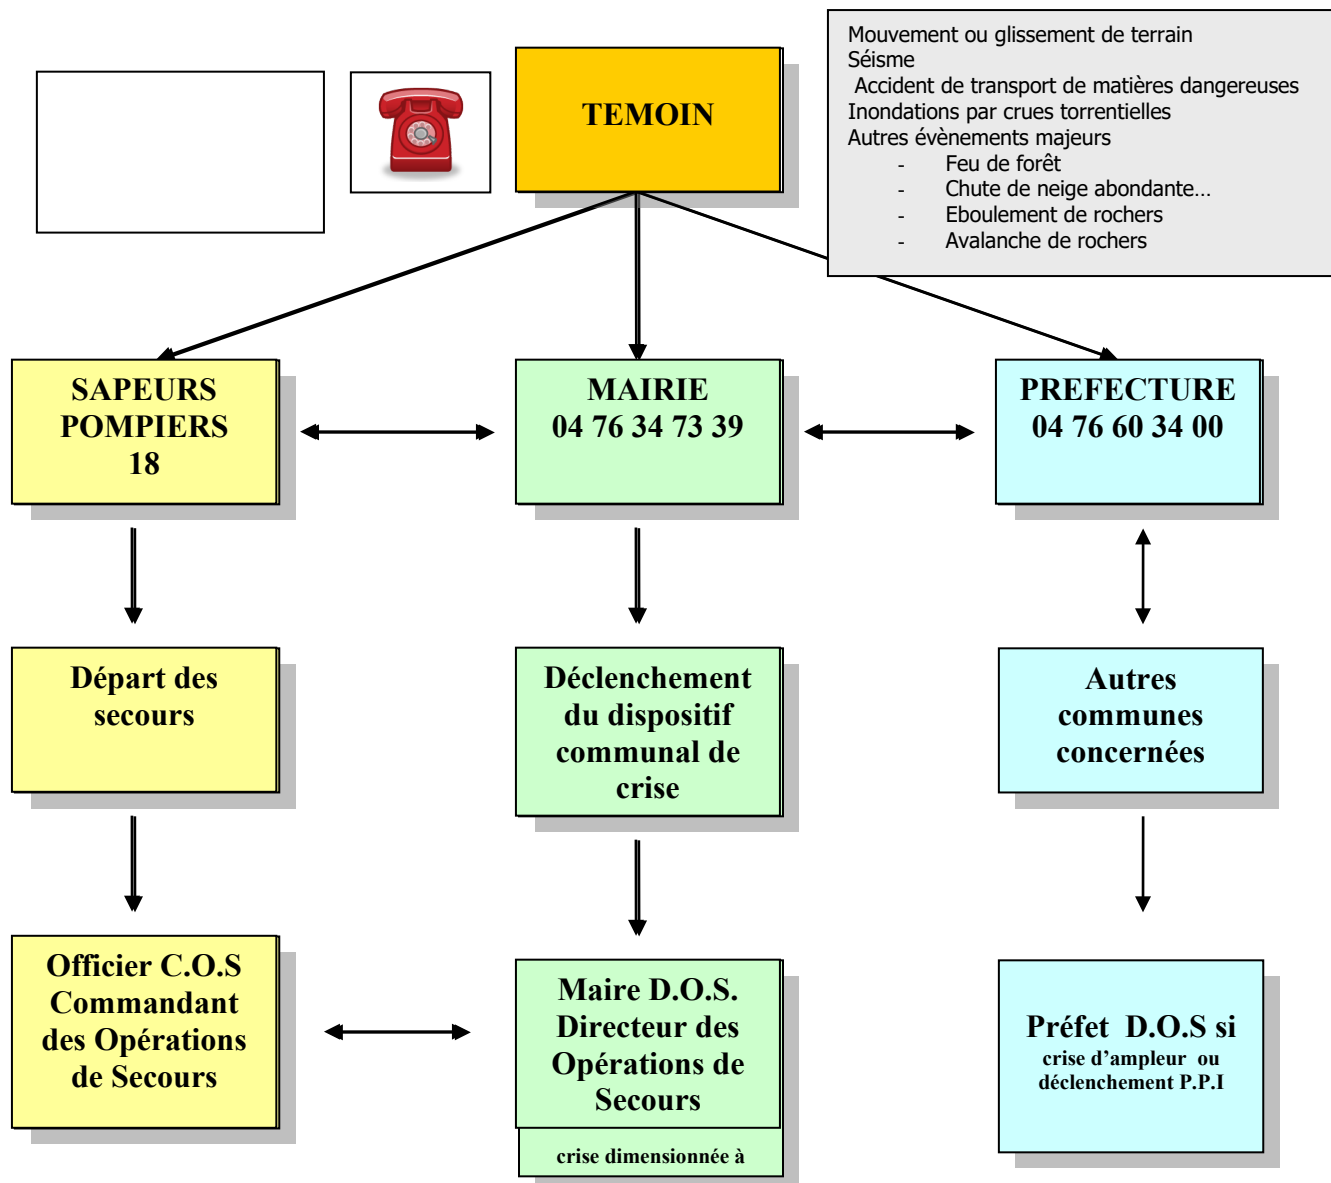 TEMOIN
Mouvement ou glissement de terrain
Séisme
Accident de transport de matières dangereuses
Inondations par crues torrentielles
Autres évènements majeurs
- Feu de forêt
- Chute de neige abondante…
- Eboulement de rochers
- Avalanche de rochers
SAPEURS
POMPIERS
18
MAIRIE
04 76 34 73 39
PREFECTURE
04 76 60 34 00
Départ des
secours
Déclenchement
du dispositif
communal de
crise
Autres
communes
concernées
Officier C.O.S
Commandant
des Opérations
de Secours
Maire D.O.S.
Directeur des
Opérations de
Secours
crise dimensionnée à
Préfet D.O.S si
crise d’ampleur ou
déclenchement P.P.I